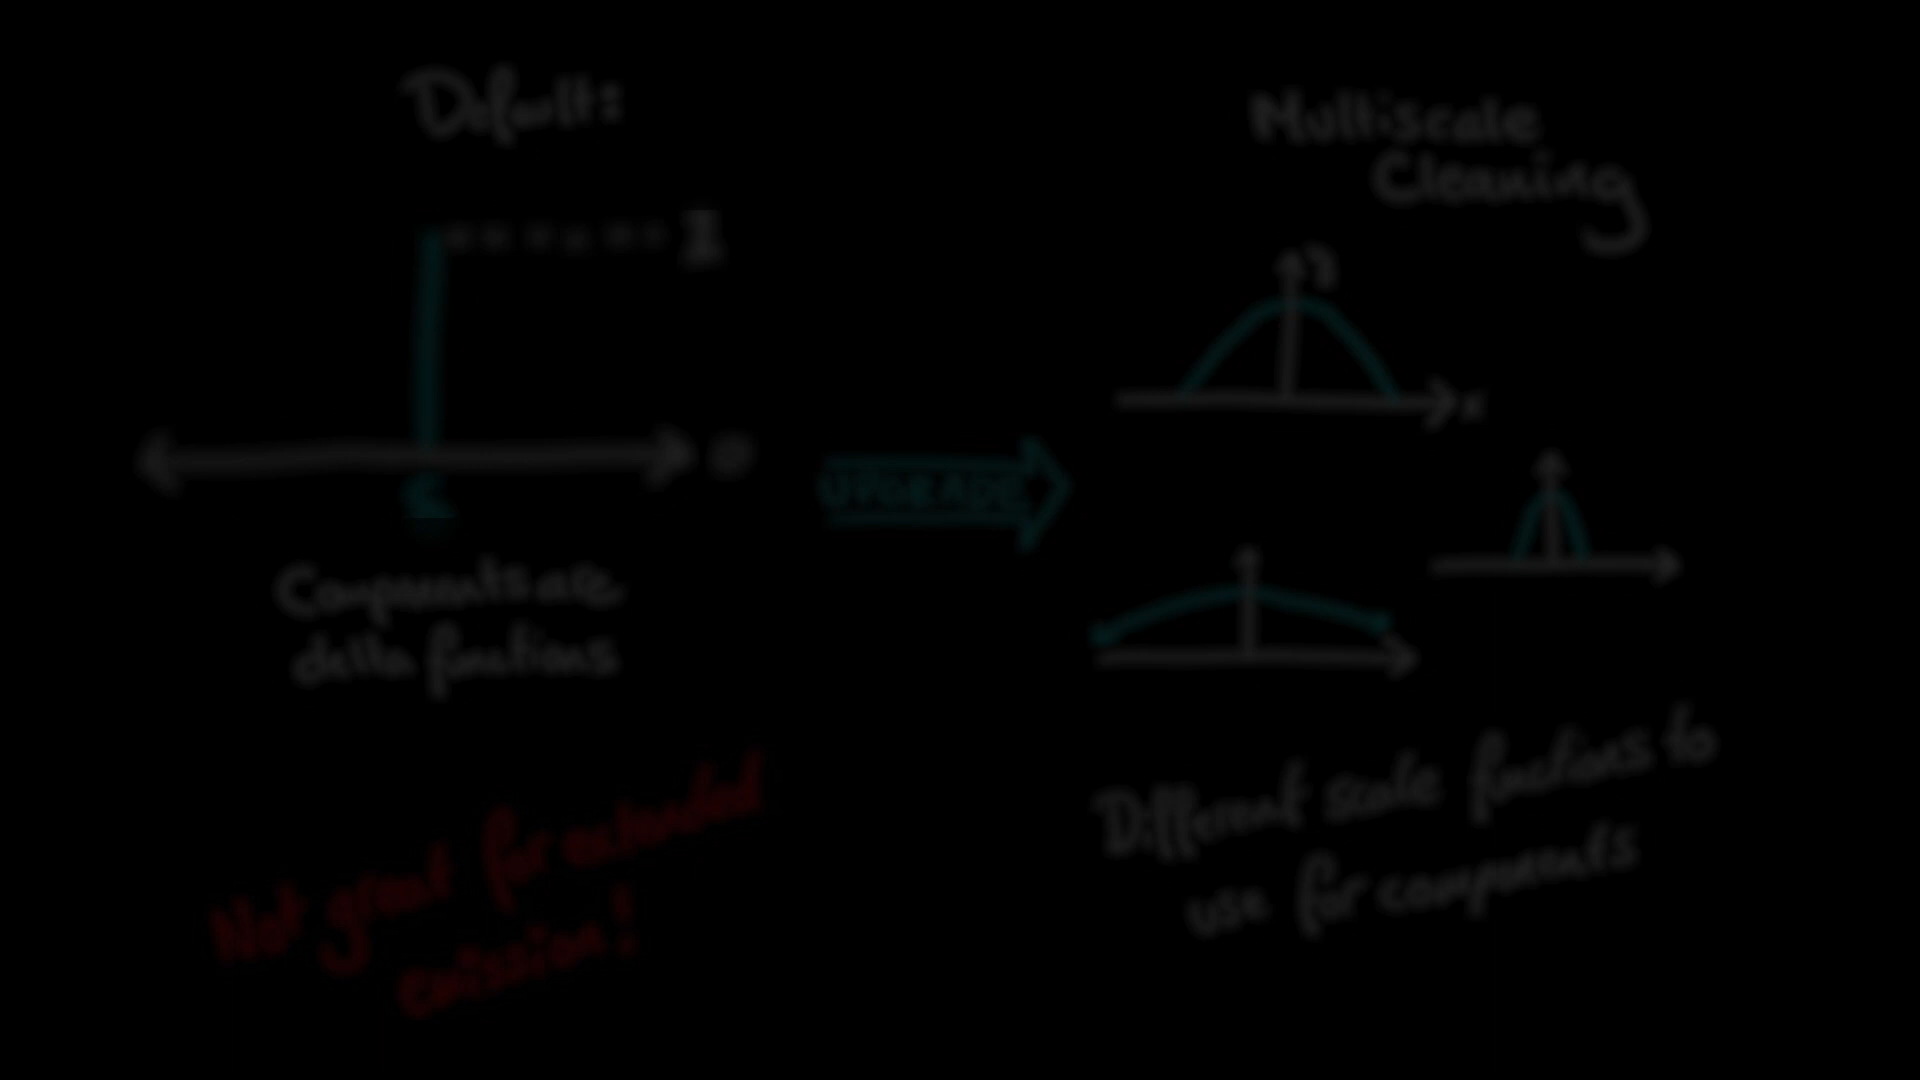 Default:
I
Components are
delta functions
Not great for extended
emission!
UPGRADE
Multiscale
Cleaning
y
x
Different scale functions to
use for components